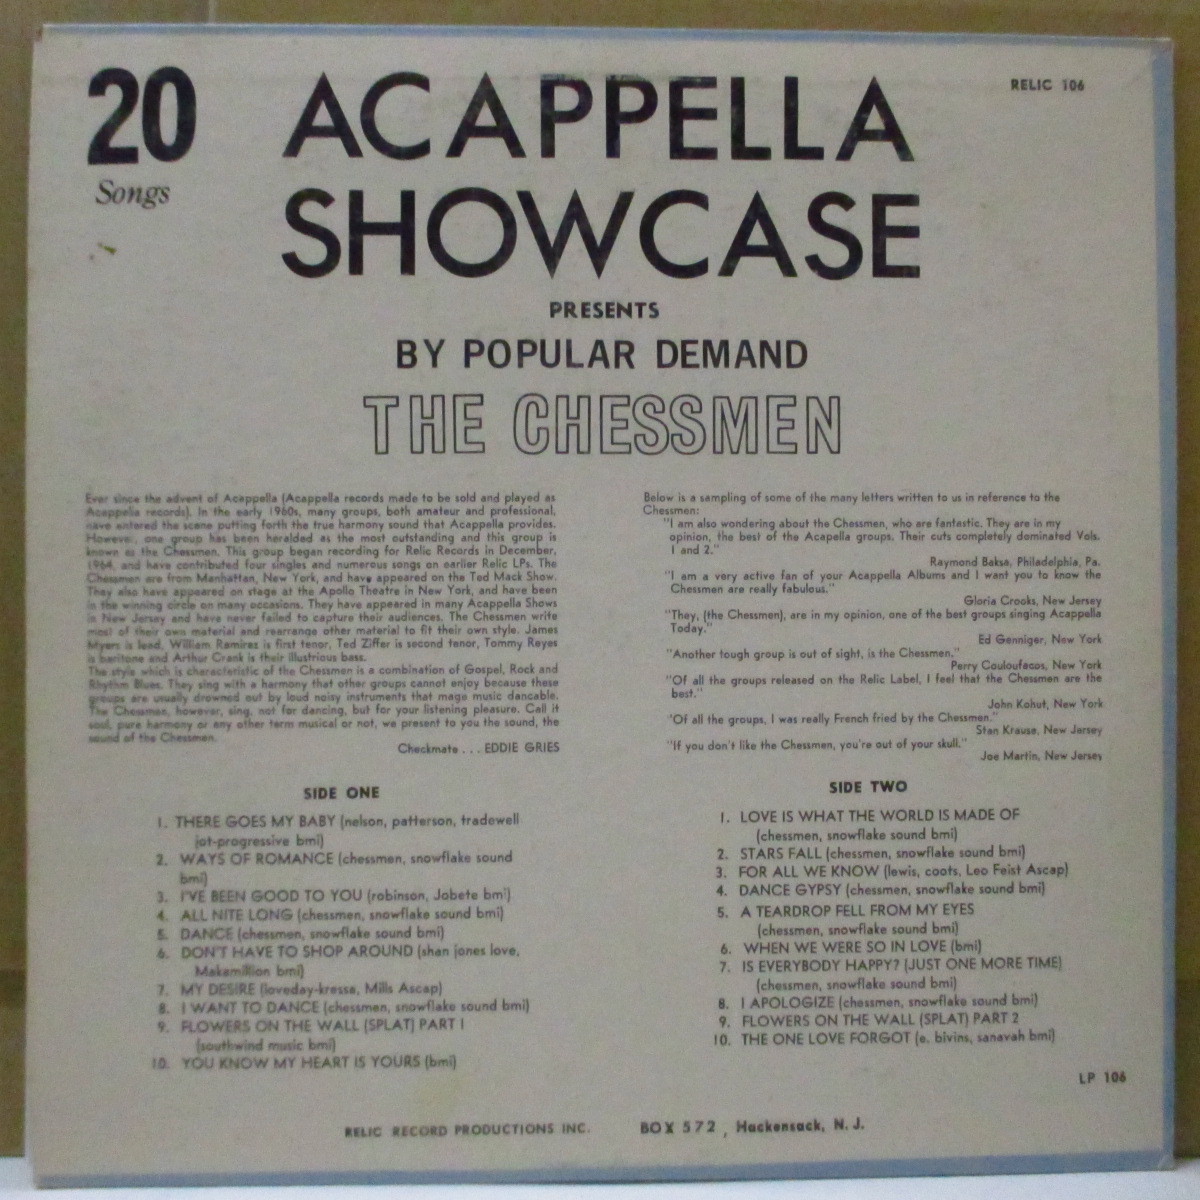 20
Songs
ACAPPELLA
SHOWCASE
RELIC 106
PRESENTS
BY POPULAR DEMAND
THE CHESSMEN
Ever since the advent of Acappella (Acappella records made to be sold and played as
Acappella records). In the early 1960s, many groups, both amateur and professional,
have entered the scene putting forth the true harmony sound that Acappella provides.
However, one group has been heralded as the most outstanding and this group is
known as the Chessmen. This group began recording for Relic Records in December,
1964, and have contributed four singles and numerous songs on earlier Relic LPs. The
Chessmen are from Manhattan, New York, and have appeared on the Ted Mack Show.
They also have appeared on stage at the Apollo Theatre in New York, and have been
in the winning circle on many occasions. They have appeared in many Acappella Shows
in New Jersey and have never failed to capture their audiences. The Chessmen write
most of their own material and rearrange other material to fit their own style. James
Myers is lead, William Ramirez is first tenor, Ted Ziffer is second tenor, Tommy Reyes
is baritone and Arthur Crank is their illustrious bass.
The style which is characteristic of the Chessmen is a combination of Gospel, Rock and
Rhythm Blues. They sing with a harmony that other groups cannot enjoy because these
groups are usually drowned out by loud noisy instruments that mage music dancable.
The Chessmen, however, sing, not for dancing, but for your listening pleasure. Call it
soul, pure harmony or any other term musical or not, we present to you the sound, the
sound of the Chessmen.
Checkmate . . . EDDIE GRIES
Below is a sampling of some of the many letters written to us in reference to the
Chessmen:
"I am also wondering about the Chessmen, who are fantastic. They are in my
opinion, the best of the Acapella groups. Their cuts completely dominated Vols.
1 and 2."
Raymond Baksa, Philadelphia, Pa.
"I am a very active fan of your Acappella Albums and I want you to know the
Chessmen are really fabulous."
Gloria Crooks, New Jersey
"They, (the Chessmen), are in my opinion, one of the best groups singing Acappella
Today."
Ed Genniger, New York
"Another tough group is out of sight, is the Chessmen."
Perry Couloufacos, New York
"Of all the groups released on the Relic Label, I feel that the Chessmen are the
best."
John Kohut, New York
'Of all the groups, I was really French fried by the Chessmen."
Stan Krause, New Jersey
"If you don't like the Chessmen, you're out of your skull."
Joe Martin, New Jersey
SIDE ONE
1. THERE GOES MY BABY (nelson, patterson, tradewell
jot-progressive bmi)
2. WAYS OF ROMANCE (chessmen, snowflake sound
bmi)
3. I'VE BEEN GOOD TO YOU (robinson, Jobete bmi)
4. ALL NITE LONG (chessmen, snowflake sound bmi)
5. DANCE (chessmen, snowflake sound bmi)
6. DON'T HAVE TO SHOP AROUND (shan jones love,
Makamillion bmi)
7. MY DESIRE (loveday-kressa, Mills Ascap)
8. I WANT TO DANCE (chessmen, snowflake sound bmi)
9. FLOWERS ON THE WALL (SPLAT) PART I
(southwind music bmi)
10. YOU KNOW MY HEART IS YOURS (bmi)
SIDE TWO
1. LOVE IS WHAT THE WORLD IS MADE OF
(chessmen, snowflake sound bmi)
2. STARS FALL (chessmen, snowflake sound bmi)
3. FOR ALL WE KNOW (lewis, coots, Leo Feist Ascap)
4. DANCE GYPSY (chessmen, snowflake sound bmi)
5. A TEARDROP FELL FROM MY EYES
(chessmen, snowflake sound bmi)
6. WHEN WE WERE SO IN LOVE (bmi)
7. IS EVERYBODY HAPPY? (JUST ONE MORE TIME)
(chessmen, snowflake sound bmi)
8. I APOLOGIZE (chessmen, snowflake sound bmi)
9. FLOWERS ON THE WALL (SPLAT) PART 2
10. THE ONE LOVE FORGOT (e. bivins, sanavah bmi)
LP 106
RELIC RECORD PRODUCTIONS INC. BOX 572, Hackensack, N. J.